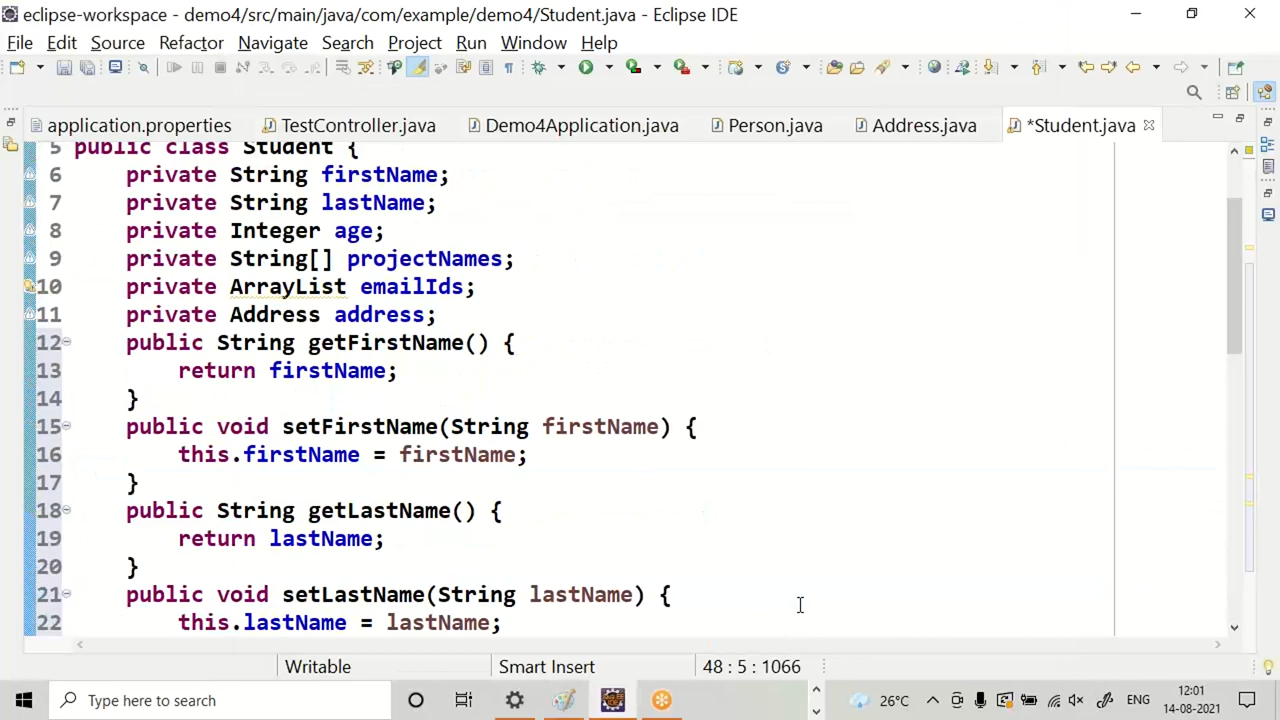 eclipse-workspace - demo4/src/main/java/com/example/demo4/Student.java - Eclipse IDE
File Edit Source Refactor Navigate Search Project Run Window Help
application.properties TestController.java Demo4Application.java Person.java Address.java *Student.java
5 public class Student {
6 private String firstName;
7 private String lastName;
8 private Integer age;
9 private String[] projectNames;
10 private ArrayList emailIds;
11 private Address address;
12 public String getFirstName() {
13 return firstName;
14 }
15 public void setFirstName(String firstName) {
16 this.firstName = firstName;
17 }
18 public String getLastName() {
19 return lastName;
20 }
21 public void setLastName(String lastName) {
22 this.lastName = lastName;
Writable Smart Insert 48 : 5 : 1066
Type here to search 26°C ENG 12:01
14-08-2021